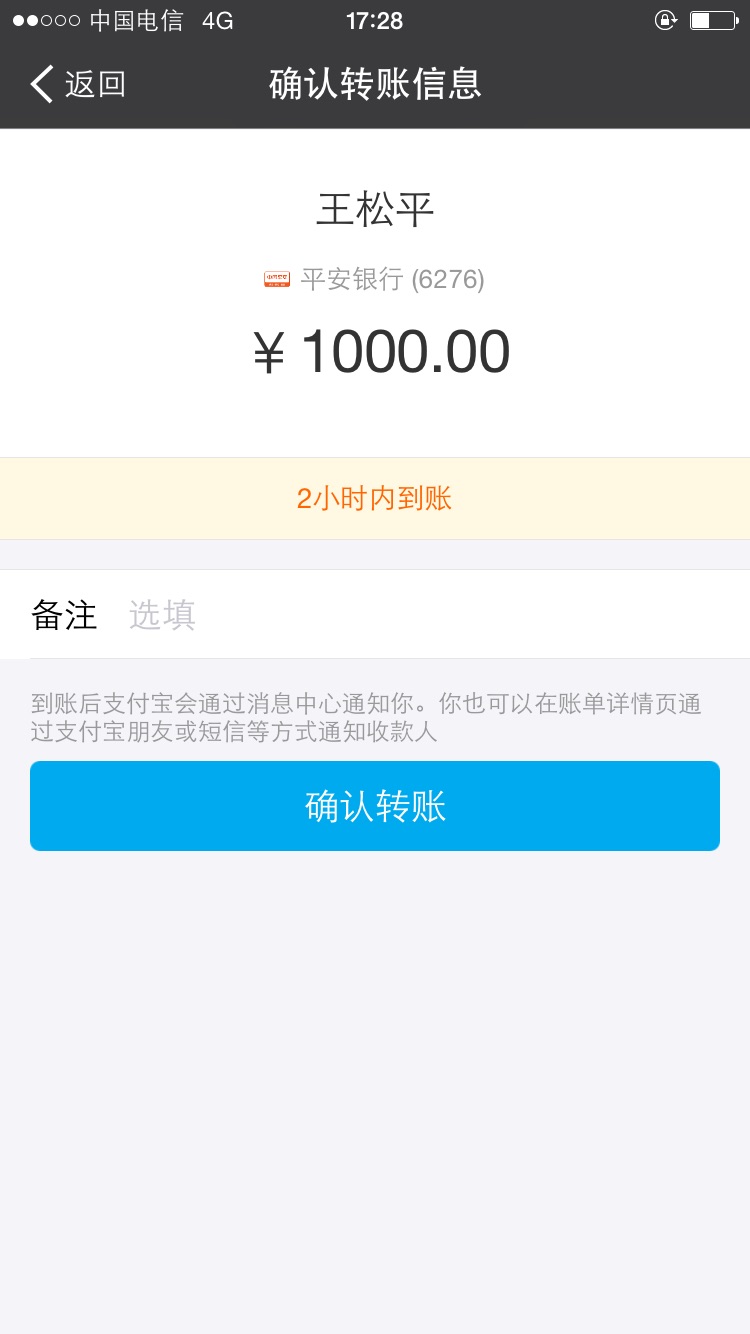 中国电信 4G 17:28
返回 确认转账信息
王松平
平安银行 (6276)
¥ 1000.00
2小时内到账
备注 选填
到账后支付宝会通过消息中心通知你。你也可以在账单详情页通
过支付宝朋友或短信等方式通知收款人
确认转账